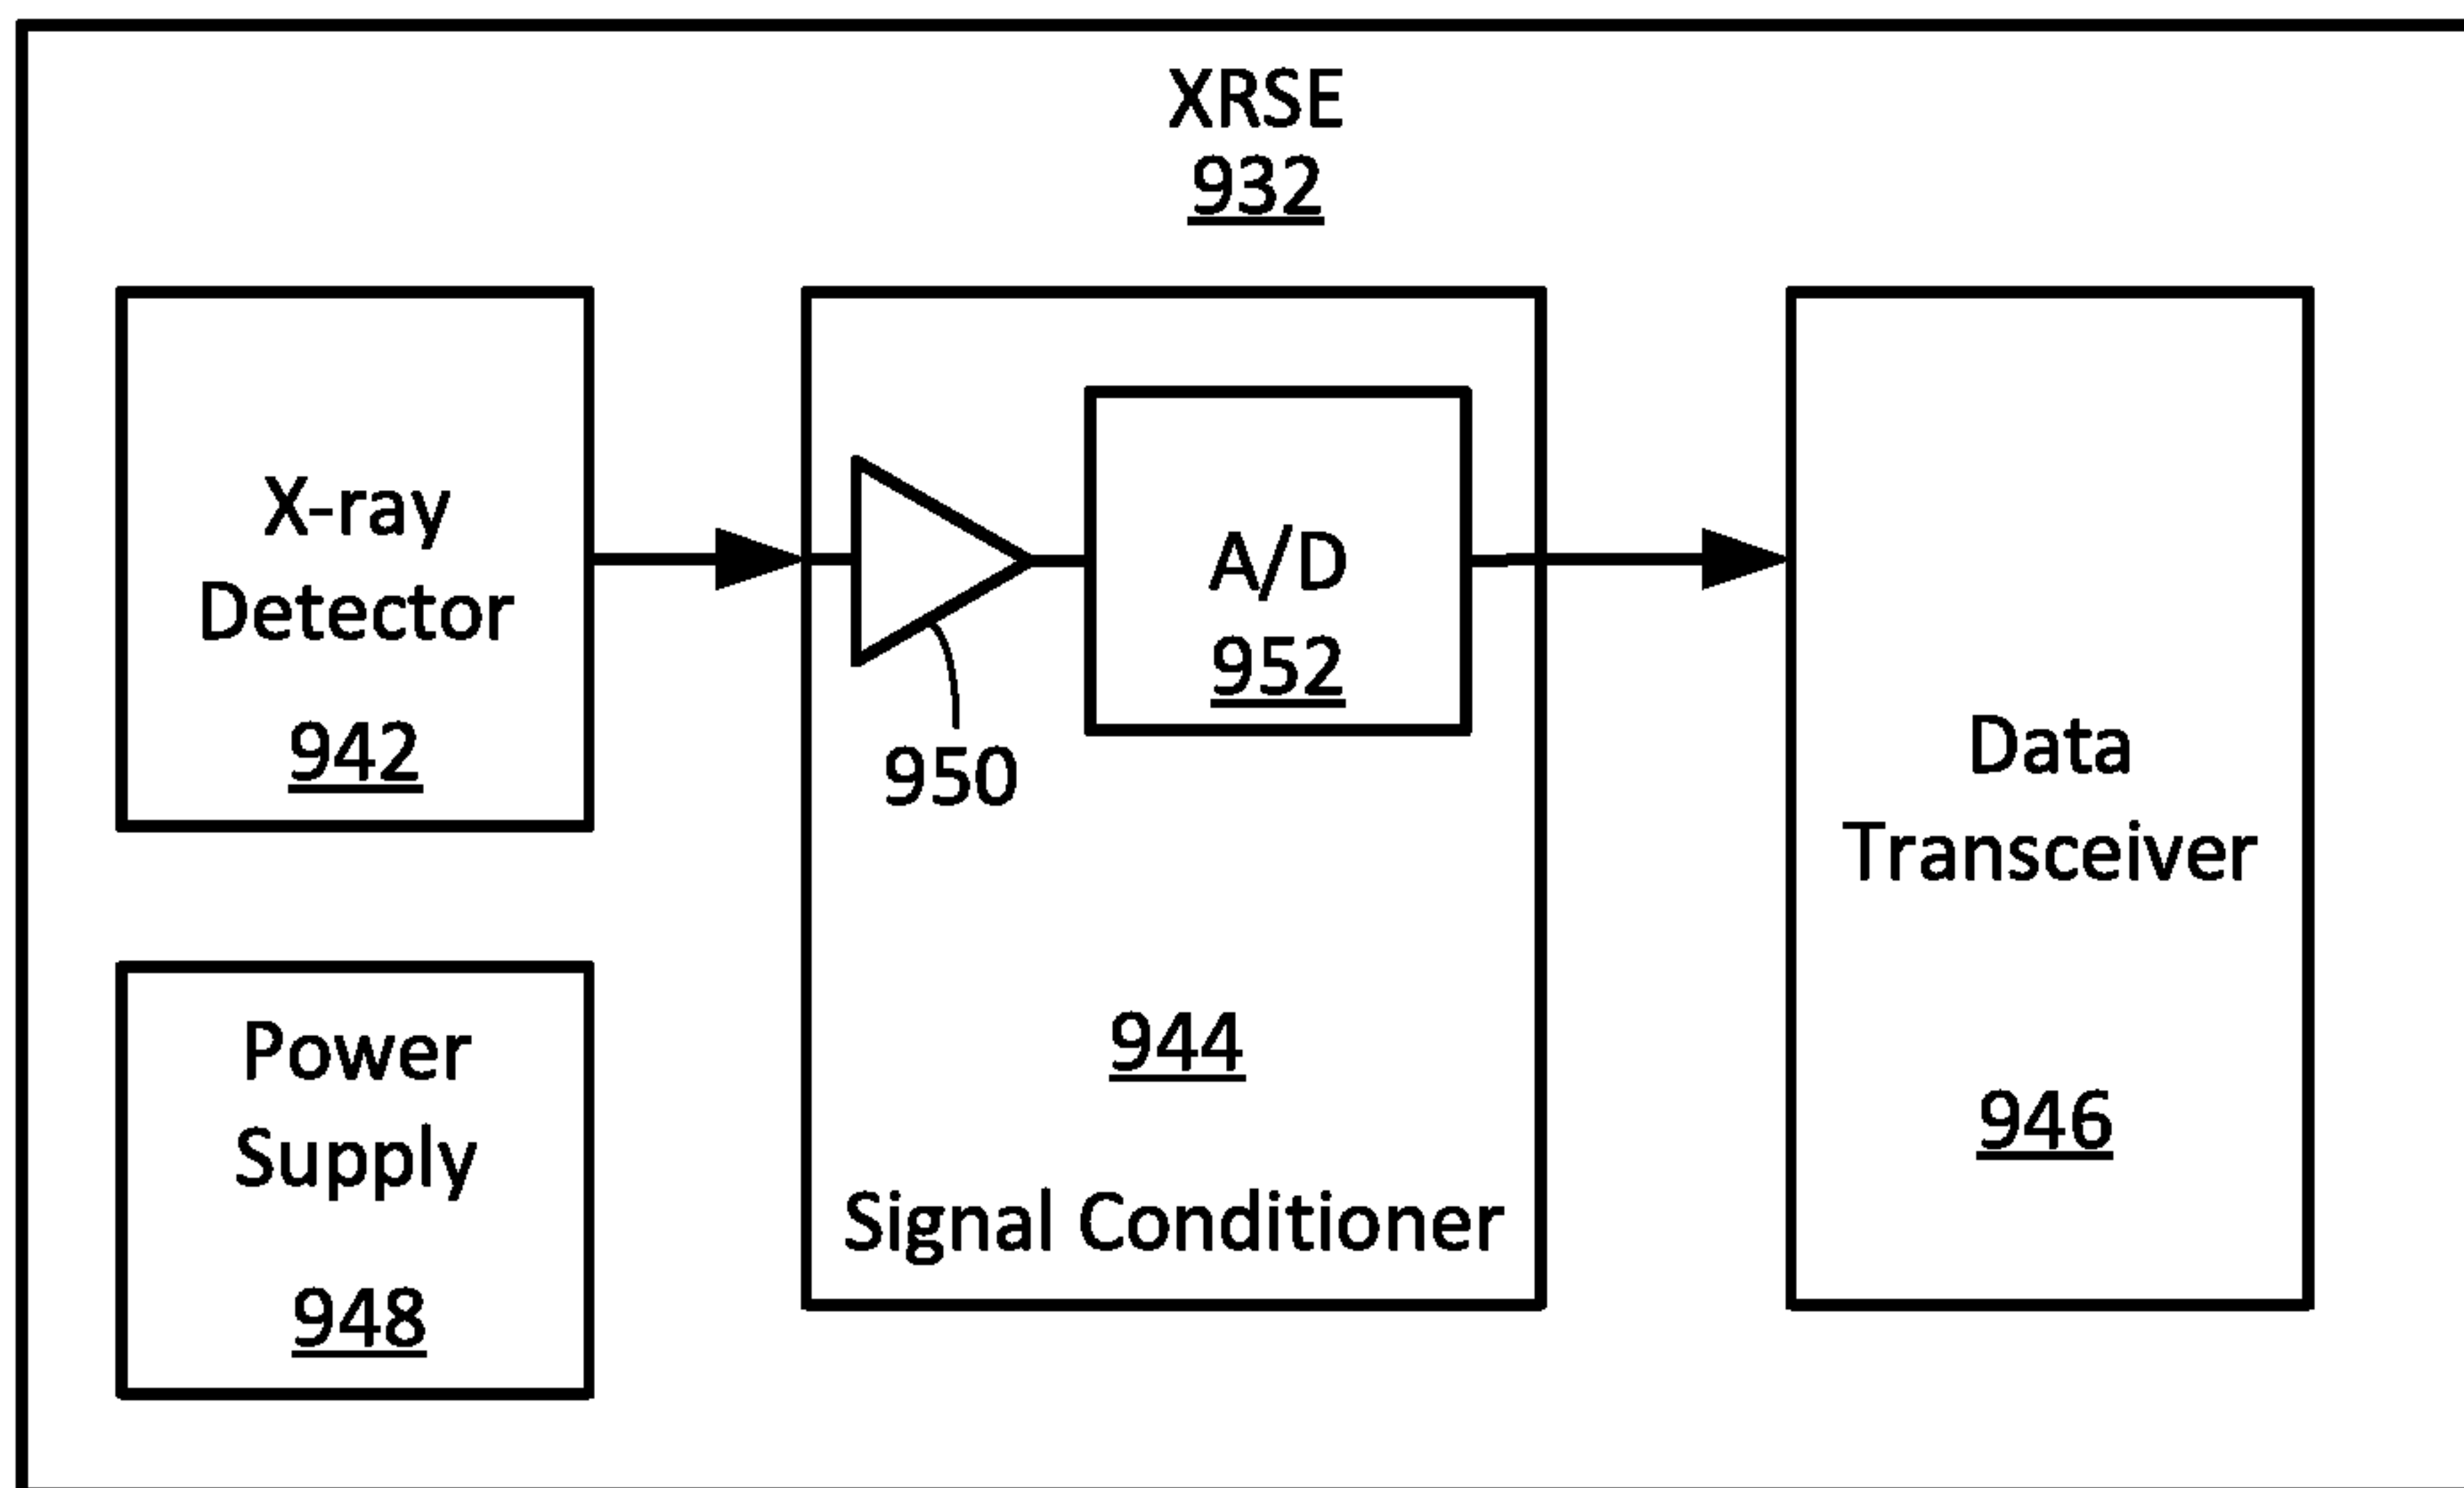 XRSE
932
X-ray
Detector
942
A/D
952
950
944
Signal Conditioner
Data
Transceiver
946
Power
Supply
948